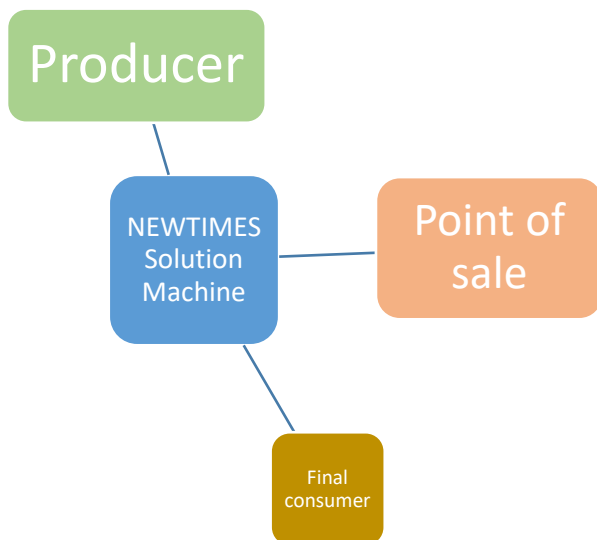 Producer
NEWTIMES
Solution
Machine
Point of
sale
Final
consumer